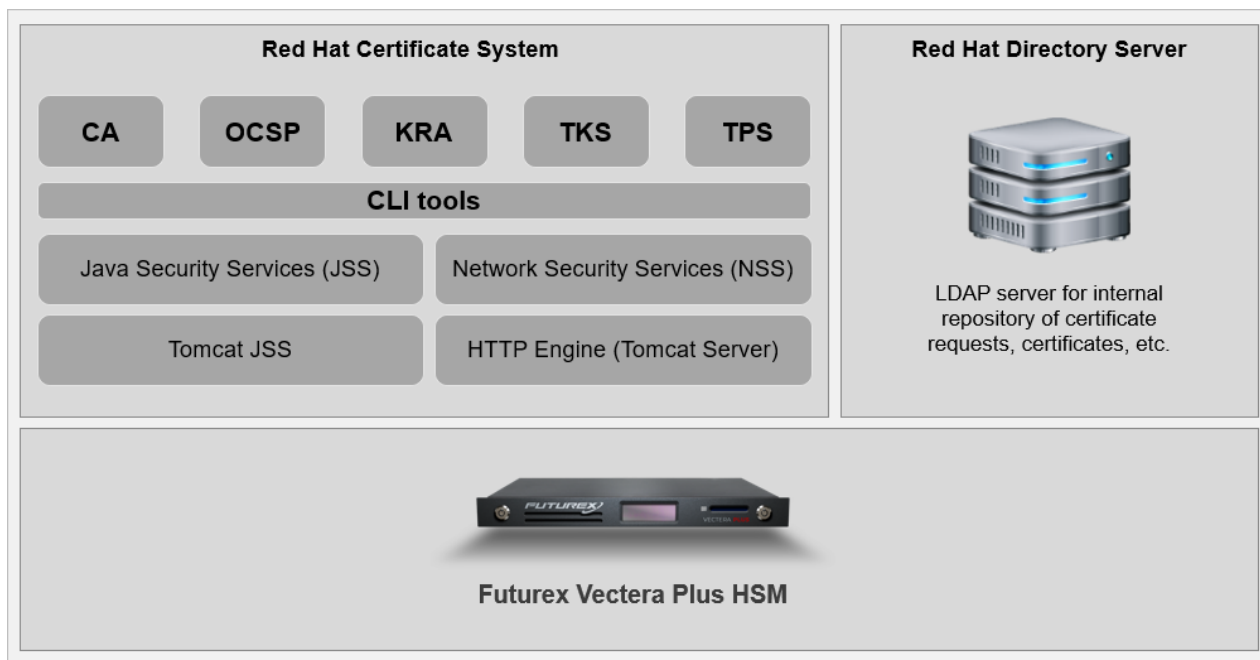 Red Hat Certificate System
CA
OCSP
KRA
TKS
TPS
CLI tools
Java Security Services (JSS)
Network Security Services (NSS)
Tomcat JSS
HTTP Engine (Tomcat Server)
Red Hat Directory Server
LDAP server for internal
repository of certificate
requests, certificates, etc.
FUTUREX
VECTERA PLUS
Futurex Vectera Plus HSM